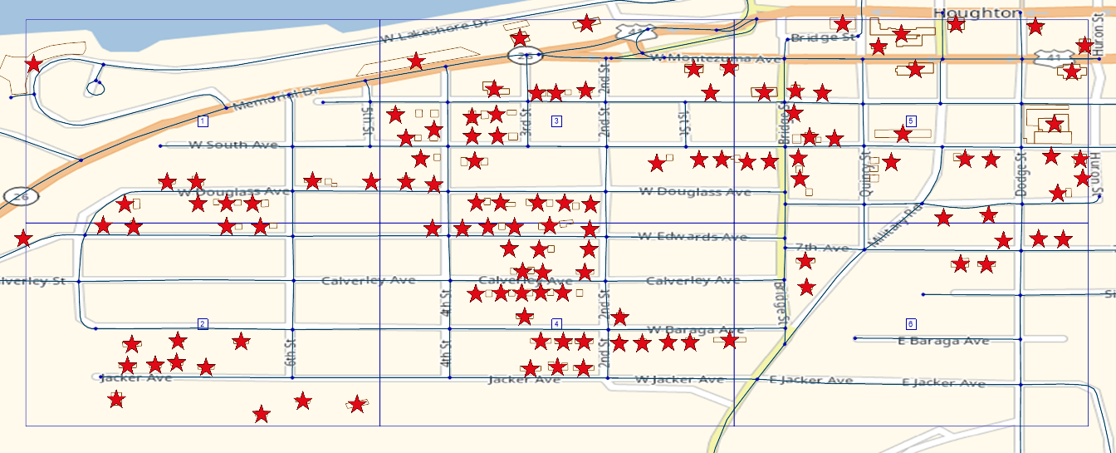 Houghton
W Lakeshore Dr
41
Bridge St
Huron St
26
W Montezuma Ave
41
Memorial Dr
5th St
3rd St
2nd St
1st St
Bridge St
1
3
5
W South Ave
Quincy St
Dodge St
Huron St
26
W Douglass Ave
W Douglass Ave
Military Rd
W Edwards Ave
7th Ave
lverley St
Calverley Ave
Calverley Ave
Calverley Ave
4th St
2nd St
Bridge St
2
4
6
W Baraga Ave
E Baraga Ave
6th St
4th St
2nd St
Jacker Ave
Jacker Ave
W Jacker Ave
E Jacker Ave
E Jacker Ave